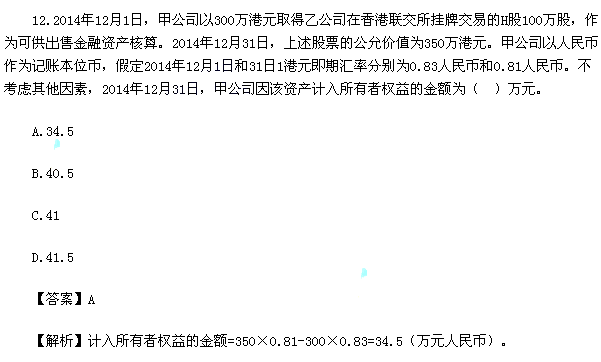 12.2014年12月1日，甲公司以300万港元取得乙公司在香港联交所挂牌交易的H股100万股，作
为可供出售金融资产核算。2014年12月31日，上述股票的公允价值为350万港元。甲公司以人民币
作为记账本位币，假定2014年12月1日和31日1港元即期汇率分别为0.83人民币和0.81人民币。不
考虑其他因素，2014年12月31日，甲公司因该资产计入所有者权益的金额为（ ）万元。
A.34.5
B.40.5
C.41
D.41.5
【答案】A
【解析】计入所有者权益的金额=350×0.81-300×0.83=34.5（万元人民币）。